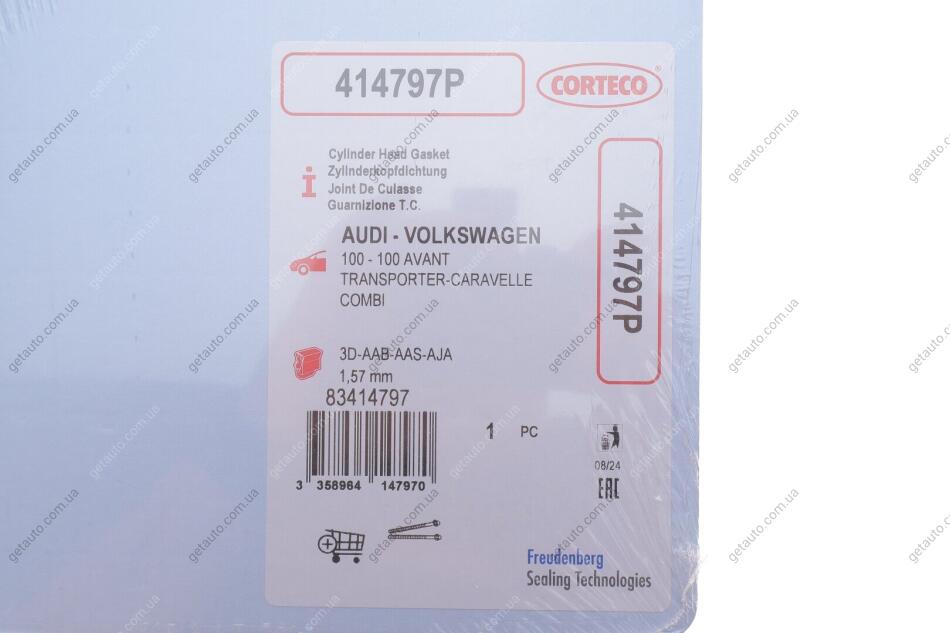 414797P
CORTECO
Cylinder Head Gasket
Zylinderkopfdichtung
Joint De Culasse
Guarnizione T.C.
414797P
AUDI - VOLKSWAGEN
100 - 100 AVANT
TRANSPORTER-CARAVELLE
COMBI
3D-AAB-AAS-AJA
1,57 mm
83414797
1 PC
3 358964 147970
08/24
EAC
Freudenberg
Sealing Technologies
getauto.com.ua